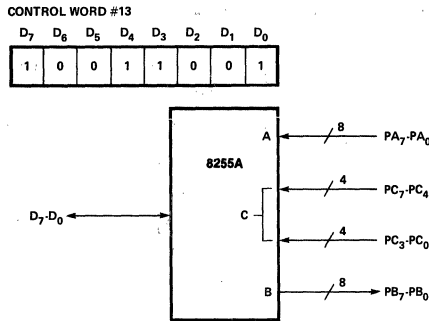 CONTROL WORD #13
D7 D6 D5 D4 D3 D2 D1 D0
1 0 0 1 1 0 0 1
A 8 PA7-PA0
8255A
4 PC7-PC4
D7-D0 C
4 PC3-PC0
B 8 PB7-PB0